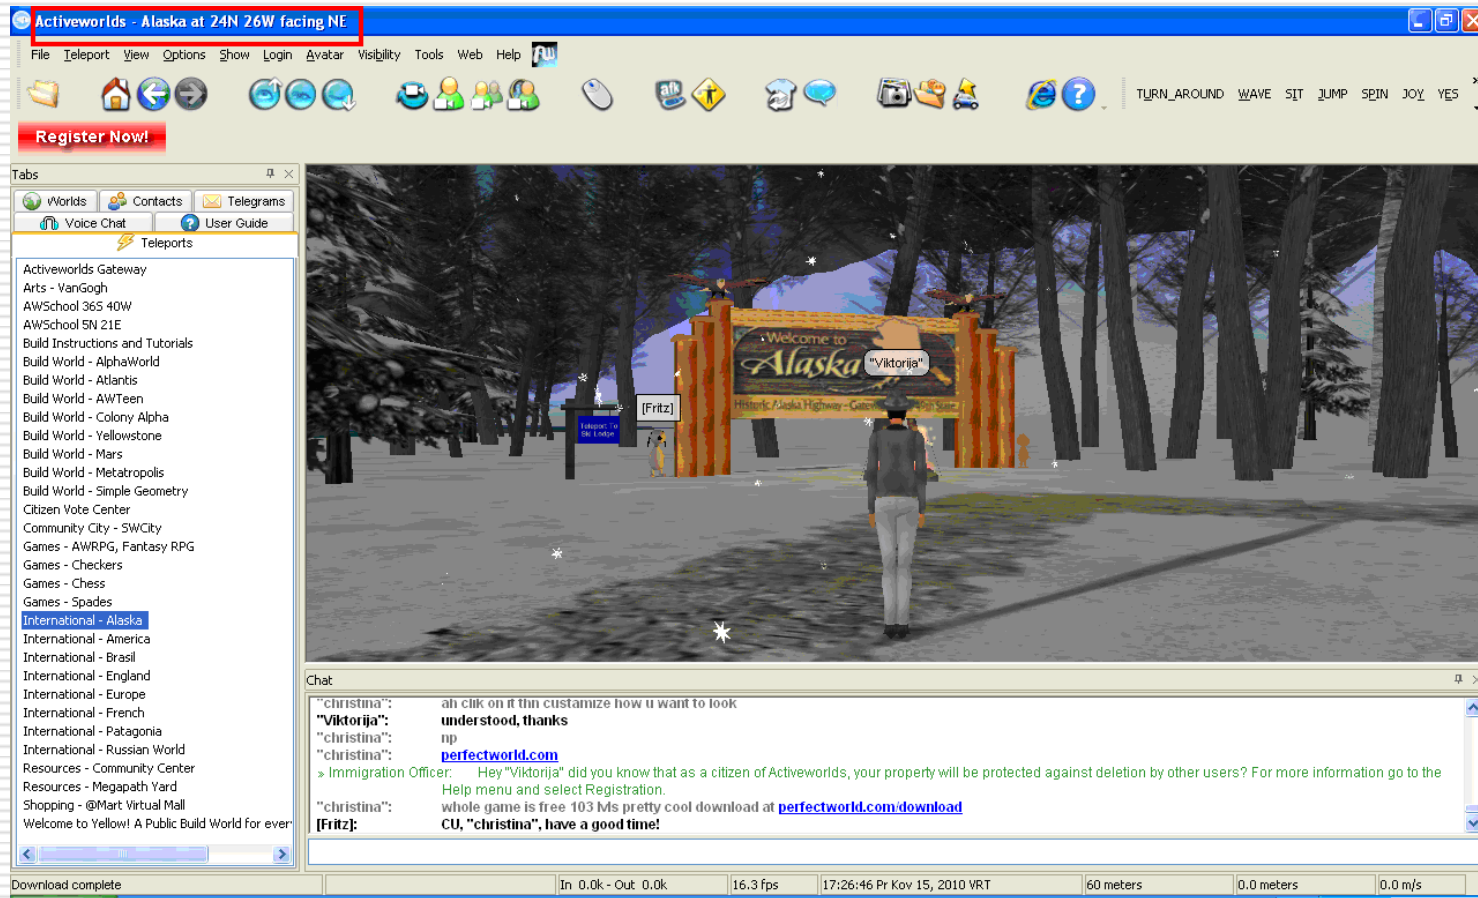 Activeworlds - Alaska at 24N 26W facing NE
File Teleport View Options Show Login Avatar Visibility Tools Web Help
afk
TURN_AROUND WAVE SIT JUMP SPIN JOY YES
Register Now!
Tabs
Worlds Contacts Telegrams
Voice Chat User Guide
Teleports
Activeworlds Gateway
Arts - VanGogh
AWSchool 36S 40W
AWSchool 5N 21E
Build Instructions and Tutorials
Build World - AlphaWorld
Build World - Atlantis
Build World - AWTeen
Build World - Colony Alpha
Build World - Yellowstone
Build World - Mars
Build World - Metatropolis
Build World - Simple Geometry
Citizen Vote Center
Community City - SWCity
Games - AWRPG, Fantasy RPG
Games - Checkers
Games - Chess
Games - Spades
International - Alaska
International - America
International - Brasil
International - England
International - Europe
International - French
International - Patagonia
International - Russian World
Resources - Community Center
Resources - Megapath Yard
Shopping - @Mart Virtual Mall
Welcome to Yellow! A Public Build World for ever
Welcome to
Alaska
"Viktorija"
Historic Alaska Highway -
[Fritz]
Teleport To
Ski Lodge
Chat
"christina": ah clik on it thn custamize how u want to look
"Viktorija": understood, thanks
"christina": np
"christina": perfectworld.com
» Immigration Officer: Hey "Viktorija" did you know that as a citizen of Activeworlds, your property will be protected against deletion by other users? For more information go to the
Help menu and select Registration.
"christina": whole game is free 103 Ms pretty cool download at perfectworld.com/download
[Fritz]: CU, "christina", have a good time!
Download complete In 0.0k - Out 0.0k 16.3 fps 17:26:46 Pr Kov 15, 2010 VRT 60 meters 0.0 meters 0.0 m/s